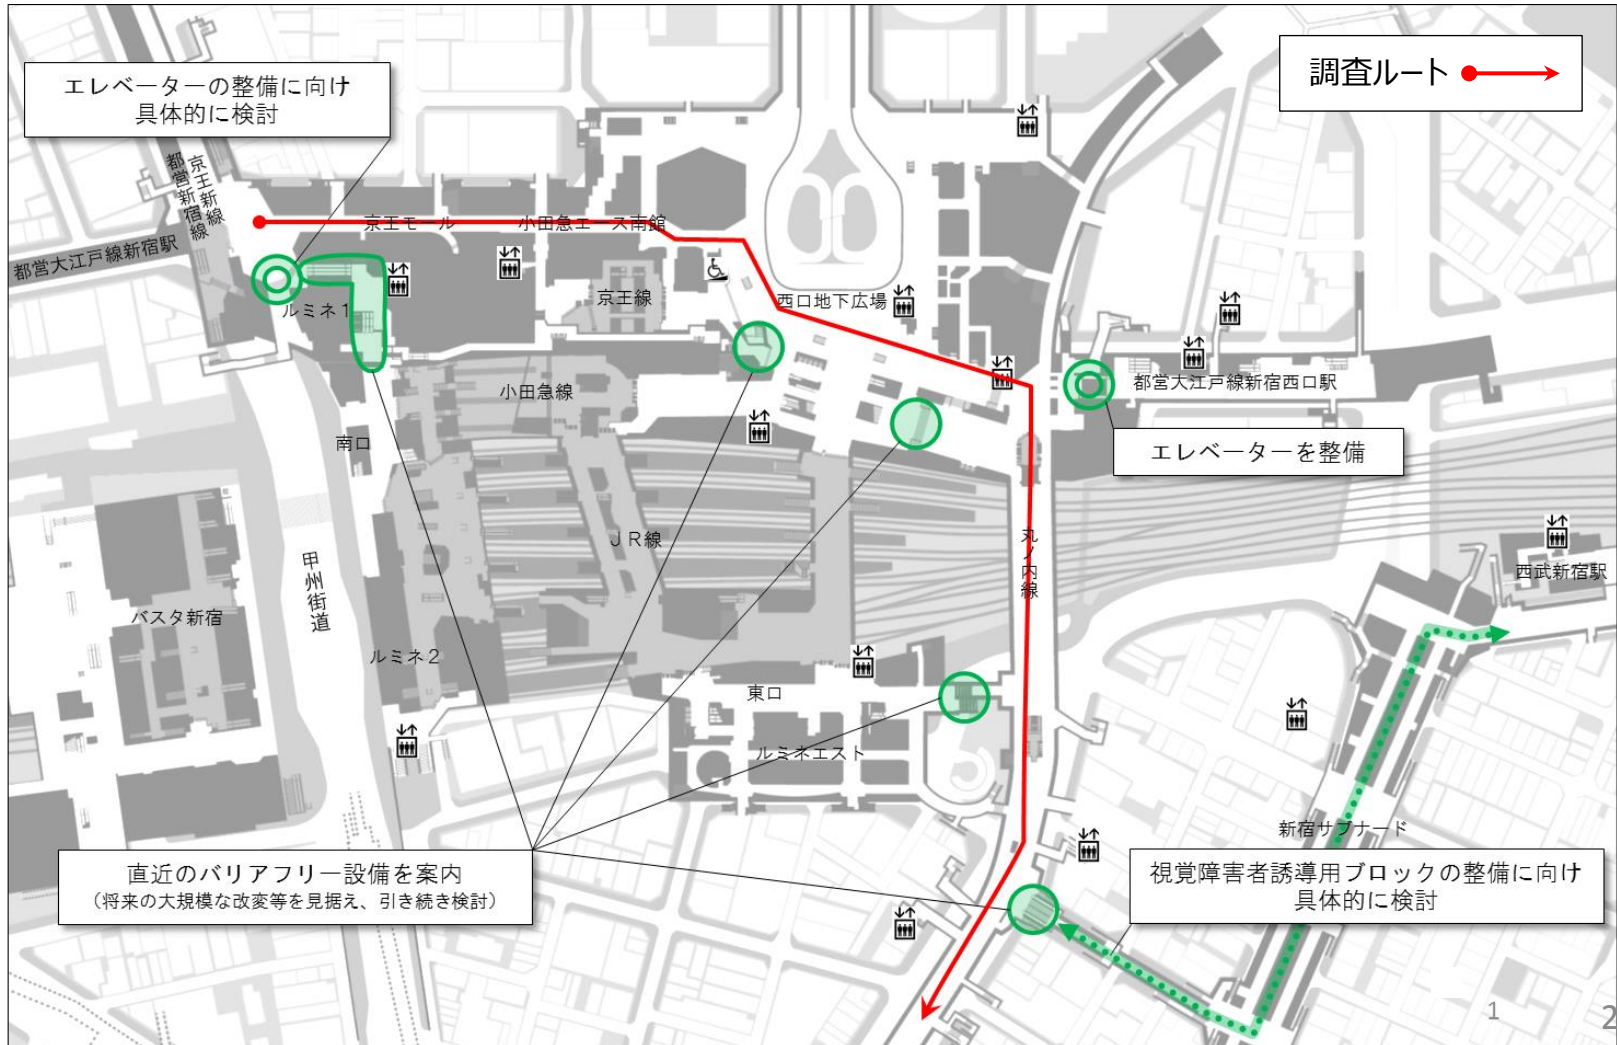 調査ルート
エレベーターの整備に向け
具体的に検討
京王新線
都営新宿線
都営大江戸線新宿駅
京王モール
小田急エース南館
ルミネ1
京王線
西口地下広場
小田急線
都営大江戸線新宿西口駅
南口
エレベーターを整備
JR線
丸ノ内線
甲州街道
西武新宿駅
バスタ新宿
ルミネ2
東口
ルミネエスト
新宿サブナード
直近のバリアフリー設備を案内
（将来の大規模な改変等を見据え、引き続き検討）
視覚障害者誘導用ブロックの整備に向け
具体的に検討
1
2